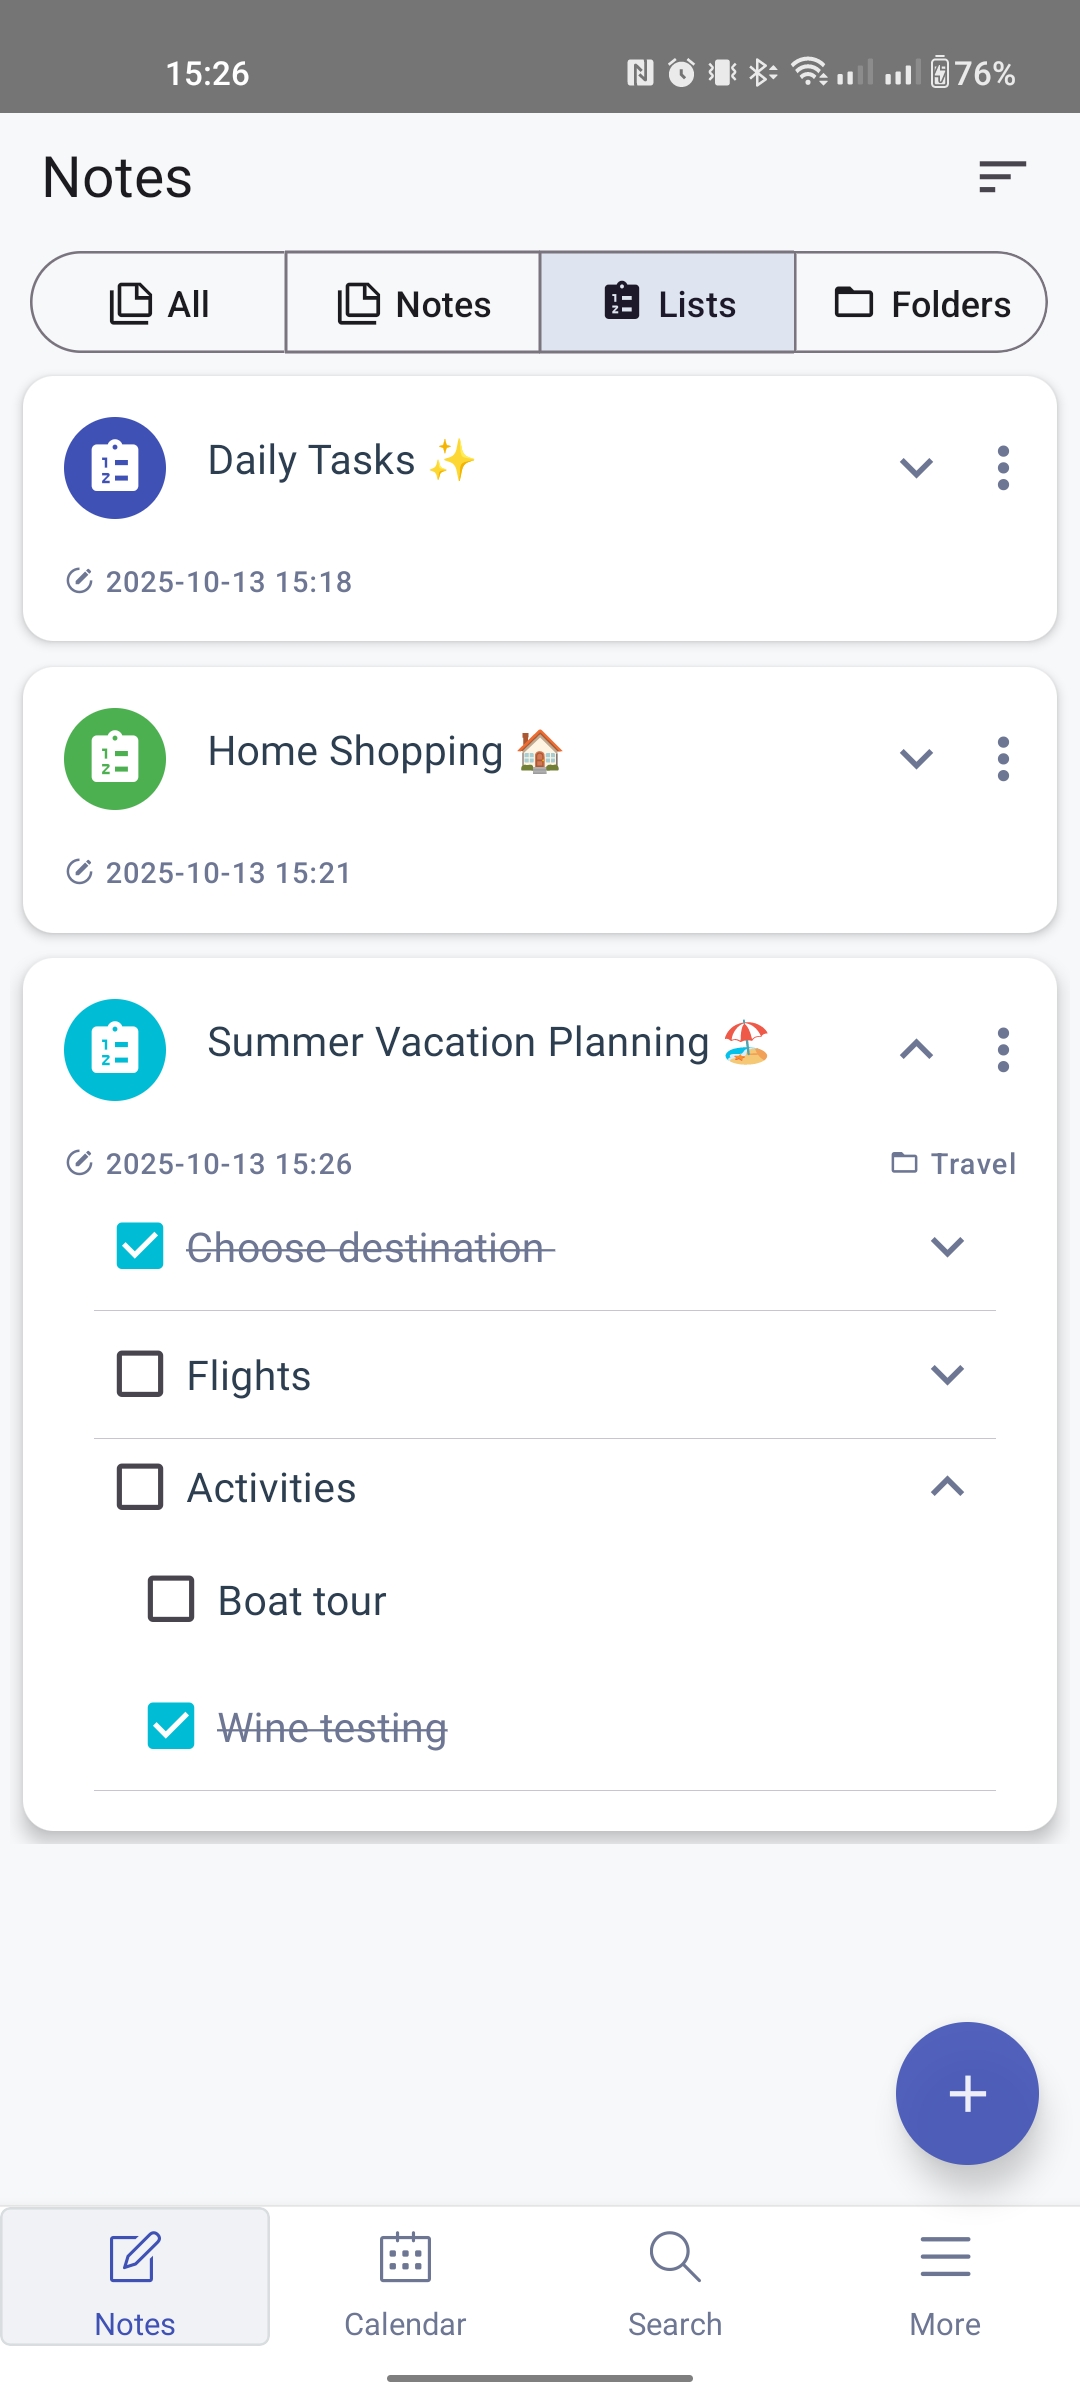 15:26 76%
Notes
All Notes Lists Folders
Daily Tasks ✨
2025-10-13 15:18
Home Shopping 🏠
2025-10-13 15:21
Summer Vacation Planning 🏖️
2025-10-13 15:26 Travel
Choose destination
Flights
Activities
Boat tour
Wine testing
Notes Calendar Search More